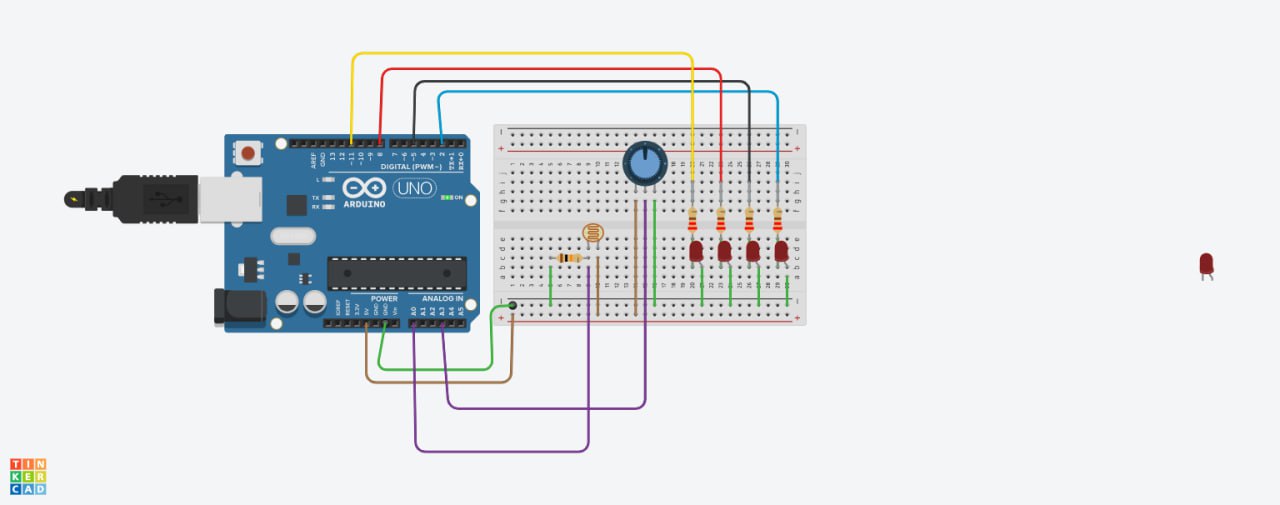 AREF
GND
13
12
~11
~10
~9
8
7
~6
~5
4
~3
2
TX→1
RX←0
DIGITAL (PWM~)
L
TX
RX
ARDUINO
UNO
ON
POWER
ANALOG IN
IOREF
RESET
3.3V
5V
GND
GND
Vin
A0
A1
A2
A3
A4
A5
TIN
KER
CAD